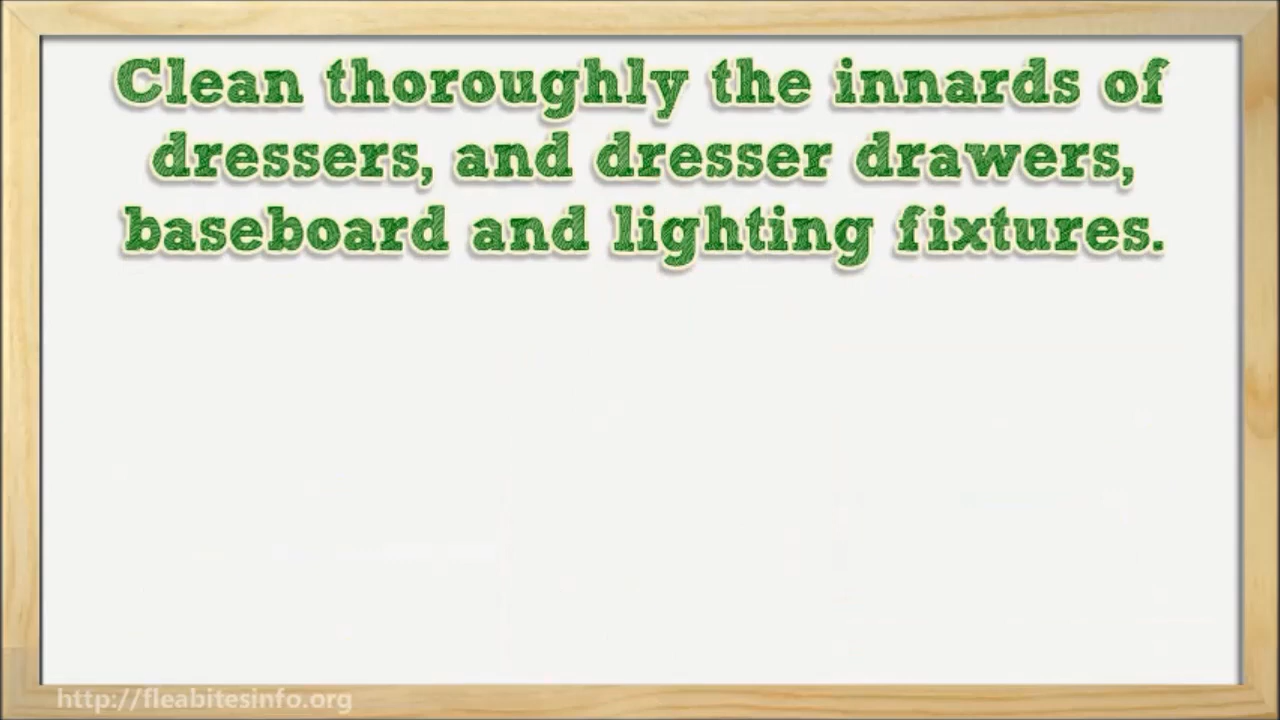 Clean thoroughly the innards of
dressers, and dresser drawers,
baseboard and lighting fixtures.
http://fleabitesinfo.org